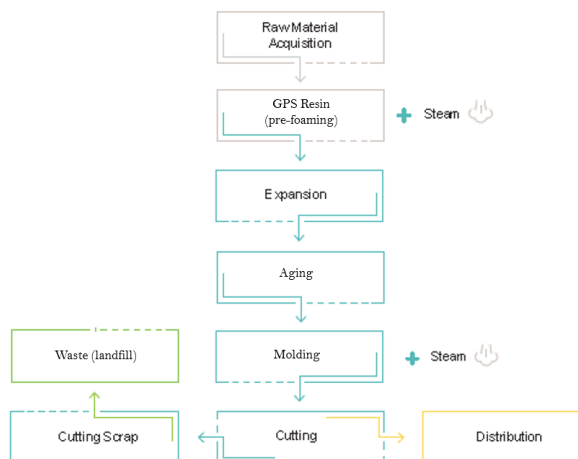 Raw Material
Acquisition
GPS Resin
(pre-foaming)
+ Steam
Expansion
Aging
Waste (landfill)
Molding
+ Steam
Cutting Scrap
Cutting
Distribution